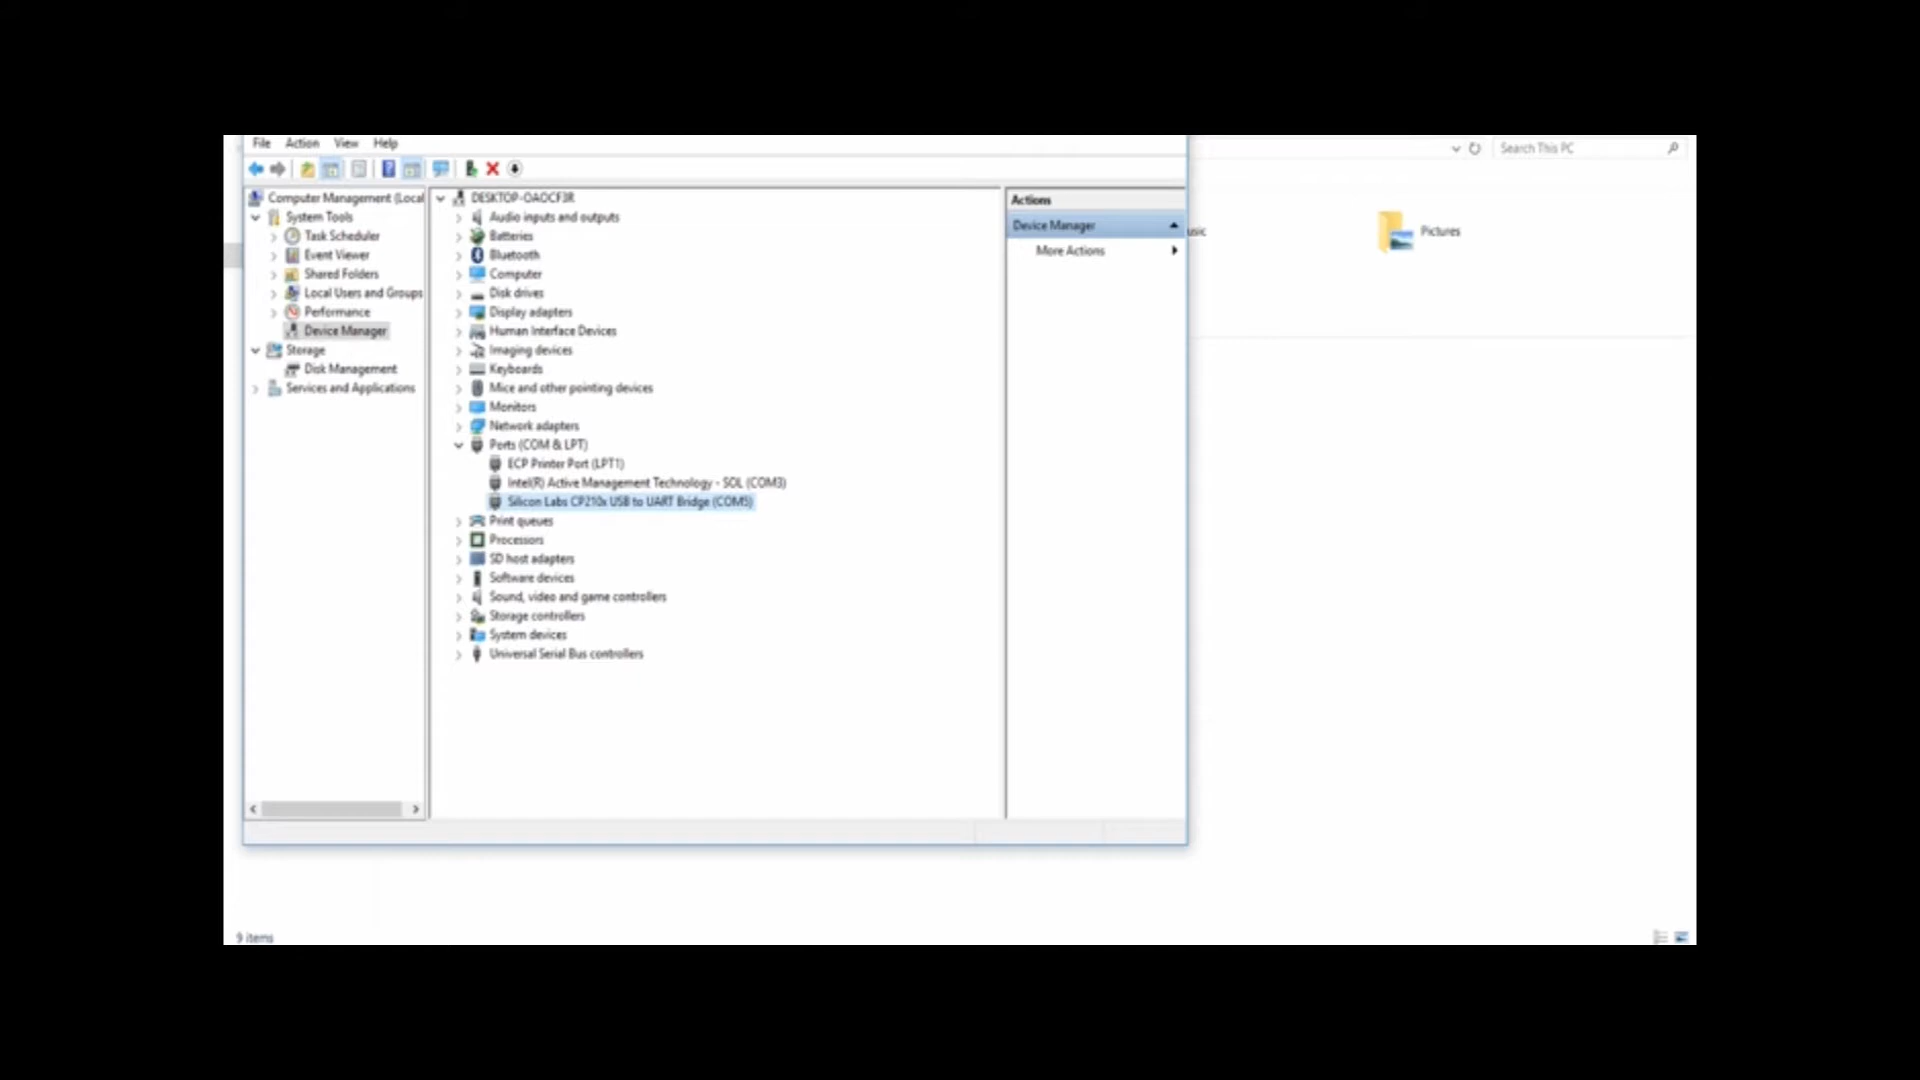 File Action View Help
Search This PC
Computer Management (Local
System Tools
Task Scheduler
Event Viewer
Shared Folders
Local Users and Groups
Performance
Device Manager
Storage
Disk Management
Services and Applications
DESKTOP-OAOCF3R
Audio inputs and outputs
Batteries
Bluetooth
Computer
Disk drives
Display adapters
Human Interface Devices
Imaging devices
Keyboards
Mice and other pointing devices
Monitors
Network adapters
Ports (COM & LPT)
ECP Printer Port (LPT1)
Intel(R) Active Management Technology - SOL (COM3)
Silicon Labs CP210x USB to UART Bridge (COM5)
Print queues
Processors
SD host adapters
Software devices
Sound, video and game controllers
Storage controllers
System devices
Universal Serial Bus controllers
Actions
Device Manager
More Actions
usic
Pictures
9 items